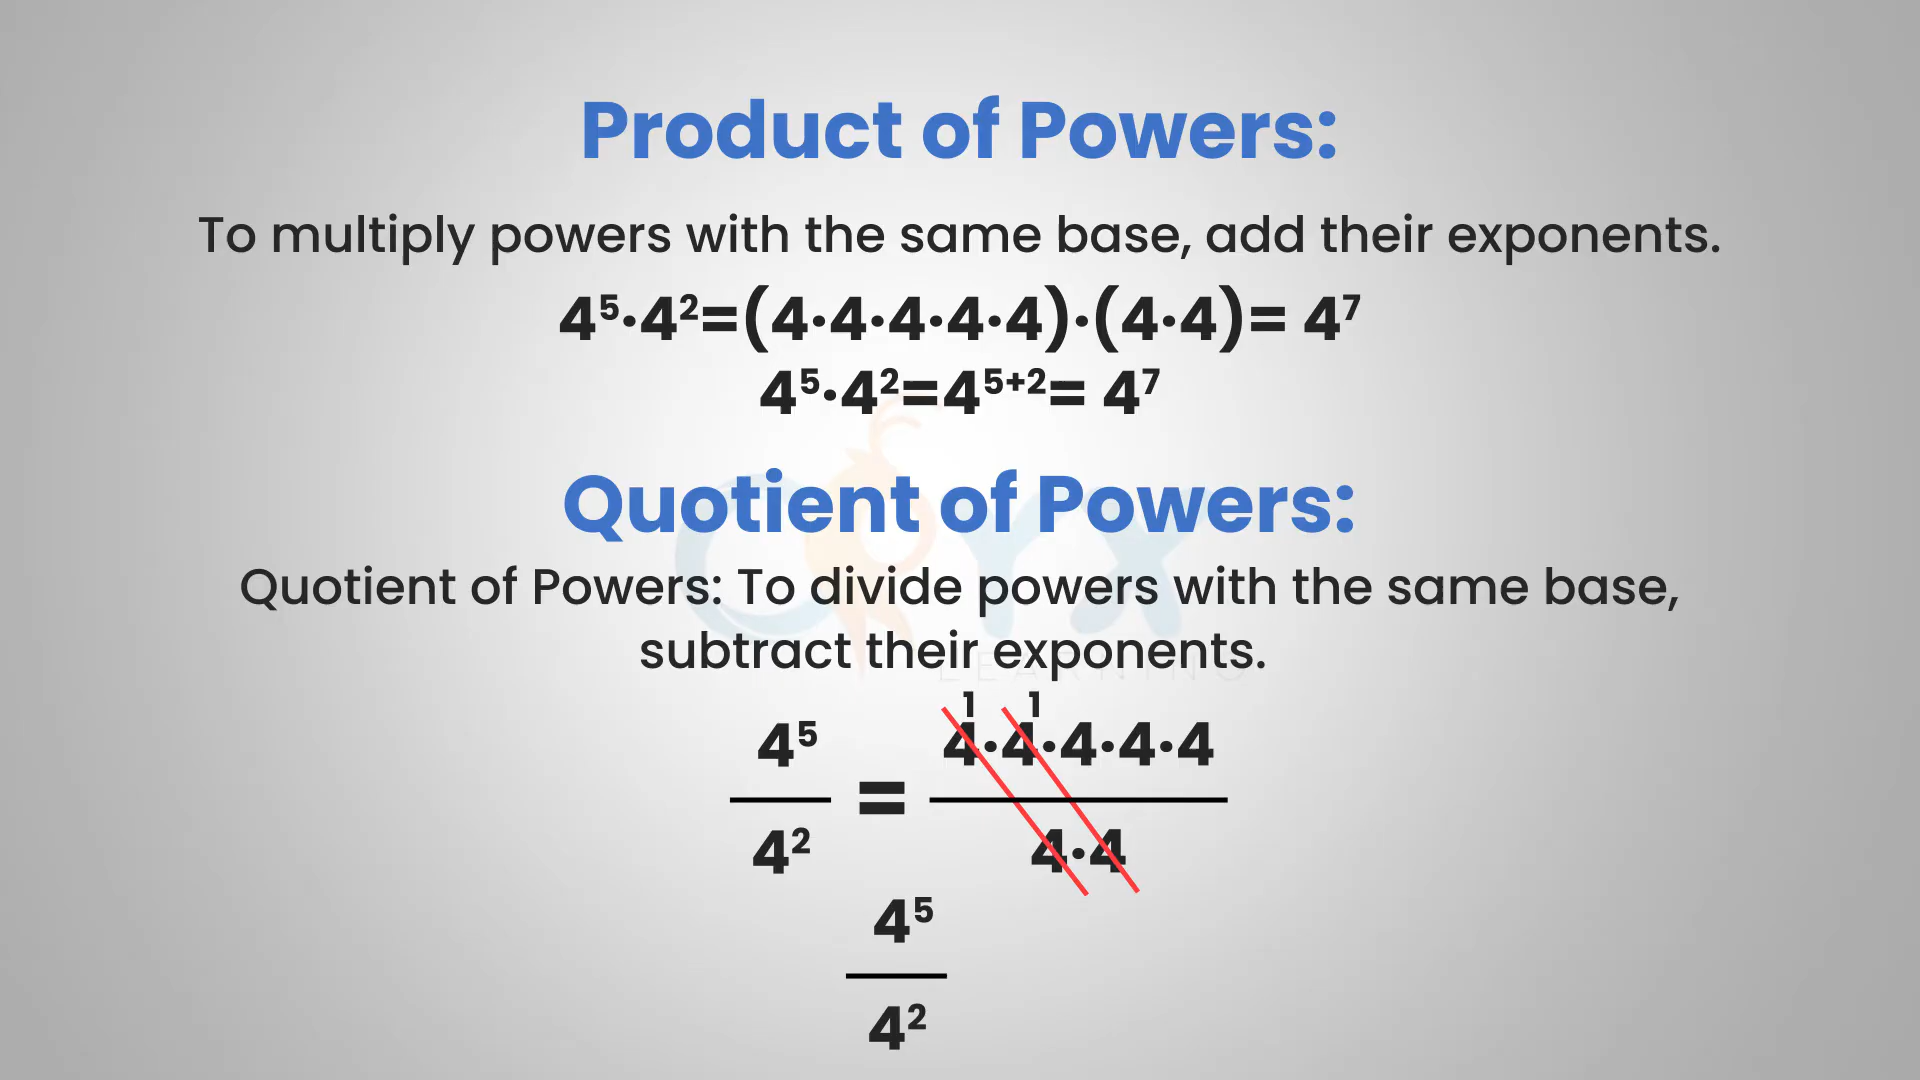 Product of Powers:
To multiply powers with the same base, add their exponents.
4⁵·4²=(4·4·4·4·4)·(4·4)= 4⁷
4⁵·4²=4⁵⁺²= 4⁷
Quotient of Powers:
Quotient of Powers: To divide powers with the same base,
subtract their exponents.
LEARNING
1 1
4⁵ = 4·4·4·4·4
4² 4·4
4⁵
4²